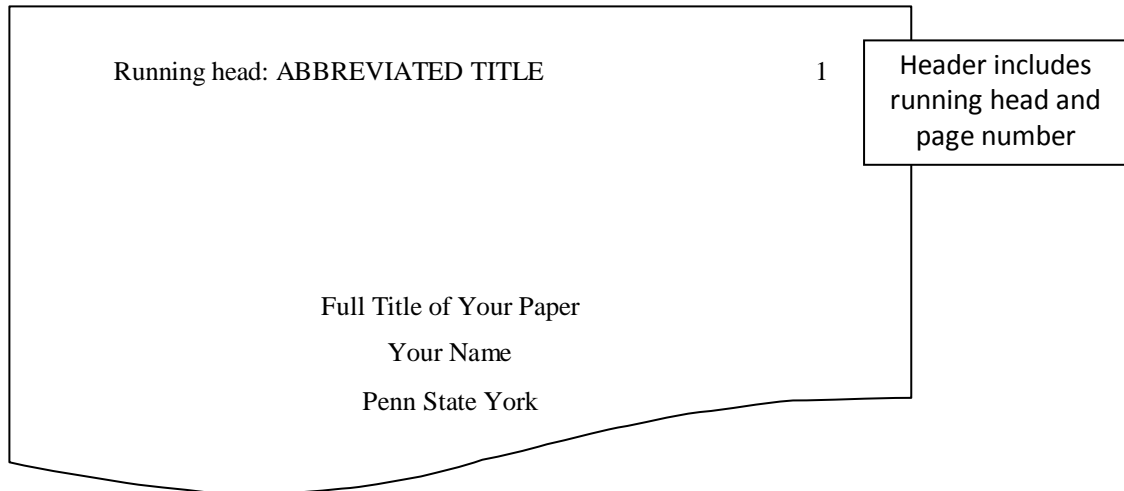 Running head: ABBREVIATED TITLE 1
Header includes
running head and
page number
Full Title of Your Paper
Your Name
Penn State York